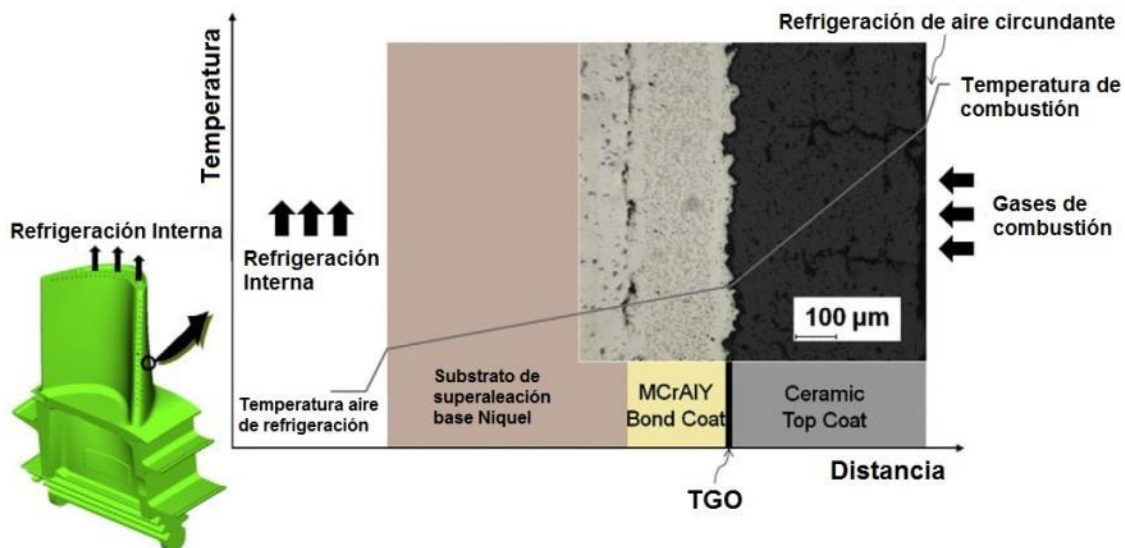 Refrigeración de aire circundante
Temperatura
Temperatura de
combustión
Refrigeración Interna
Refrigeración
Interna
Gases de
combustión
100 µm
Temperatura aire
de refrigeración
Substrato de
superaleación
base Niquel
MCrAlY
Bond Coat
Ceramic
Top Coat
Distancia
TGO